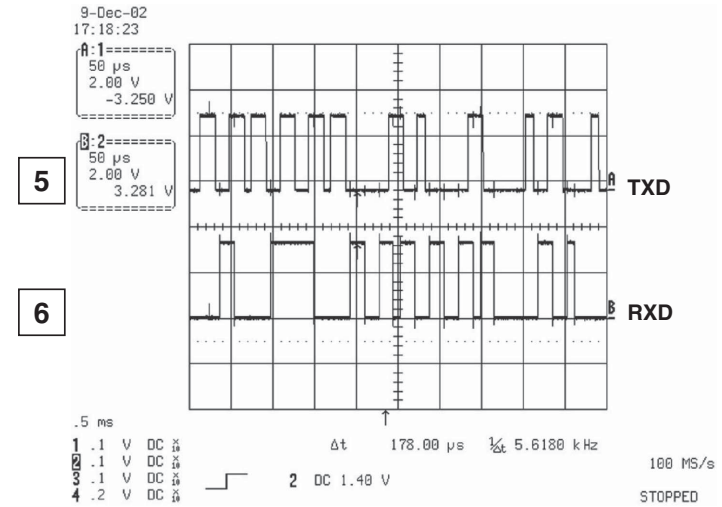 9-Dec-02
17:18:23
A:1
50 µs
2.00 V
-3.250 V
B:2
50 µs
2.00 V
3.281 V
5
6
A
TXD
B
RXD
.5 ms
1 .1 V DC X10
2 .1 V DC X10
3 .1 V DC X10
4 .2 V DC X10
Δt 178.00 µs 1/Δt 5.6180 kHz
2 DC 1.40 V
100 MS/s
STOPPED